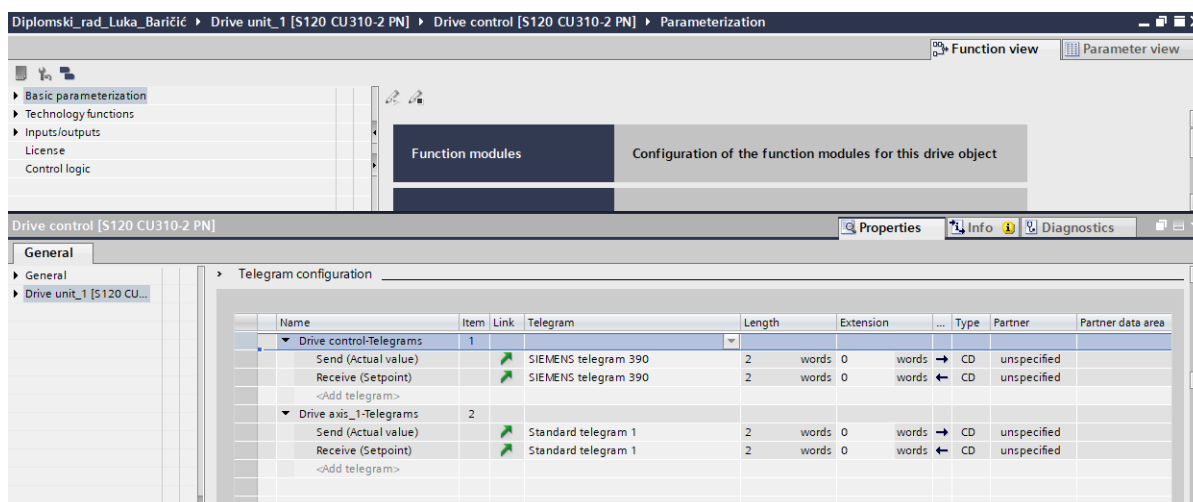 Diplomski_rad_Luka_Baričić ▸ Drive unit_1 [S120 CU310-2 PN] ▸ Drive control [S120 CU310-2 PN] ▸ Parameterization
Function view Parameter view
Basic parameterization
Technology functions
Inputs/outputs
License
Control logic
Function modules Configuration of the function modules for this drive object
Drive control [S120 CU310-2 PN] Properties Info Diagnostics
General
General
Drive unit_1 [S120 CU...
Telegram configuration
Name Item Link Telegram Length Extension ... Type Partner Partner data area
Drive control-Telegrams 1
Send (Actual value) SIEMENS telegram 390 2 words 0 words → CD unspecified
Receive (Setpoint) SIEMENS telegram 390 2 words 0 words ← CD unspecified
<Add telegram>
Drive axis_1-Telegrams 2
Send (Actual value) Standard telegram 1 2 words 0 words → CD unspecified
Receive (Setpoint) Standard telegram 1 2 words 0 words ← CD unspecified
<Add telegram>